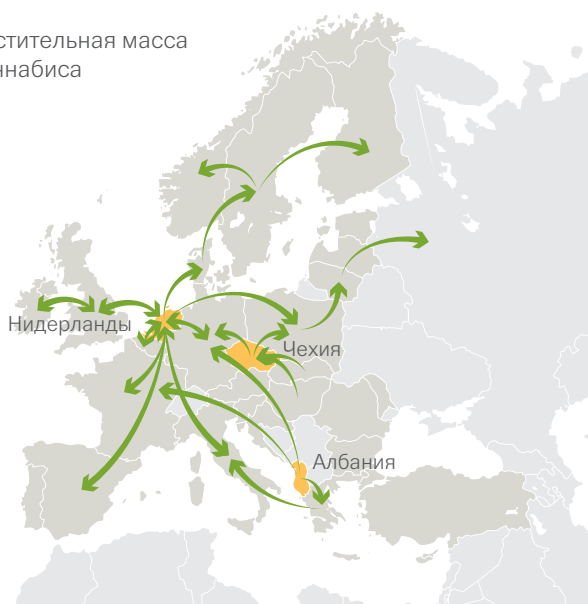 стительная масса
ннабиса
Нидерланды
Чехия
Албания